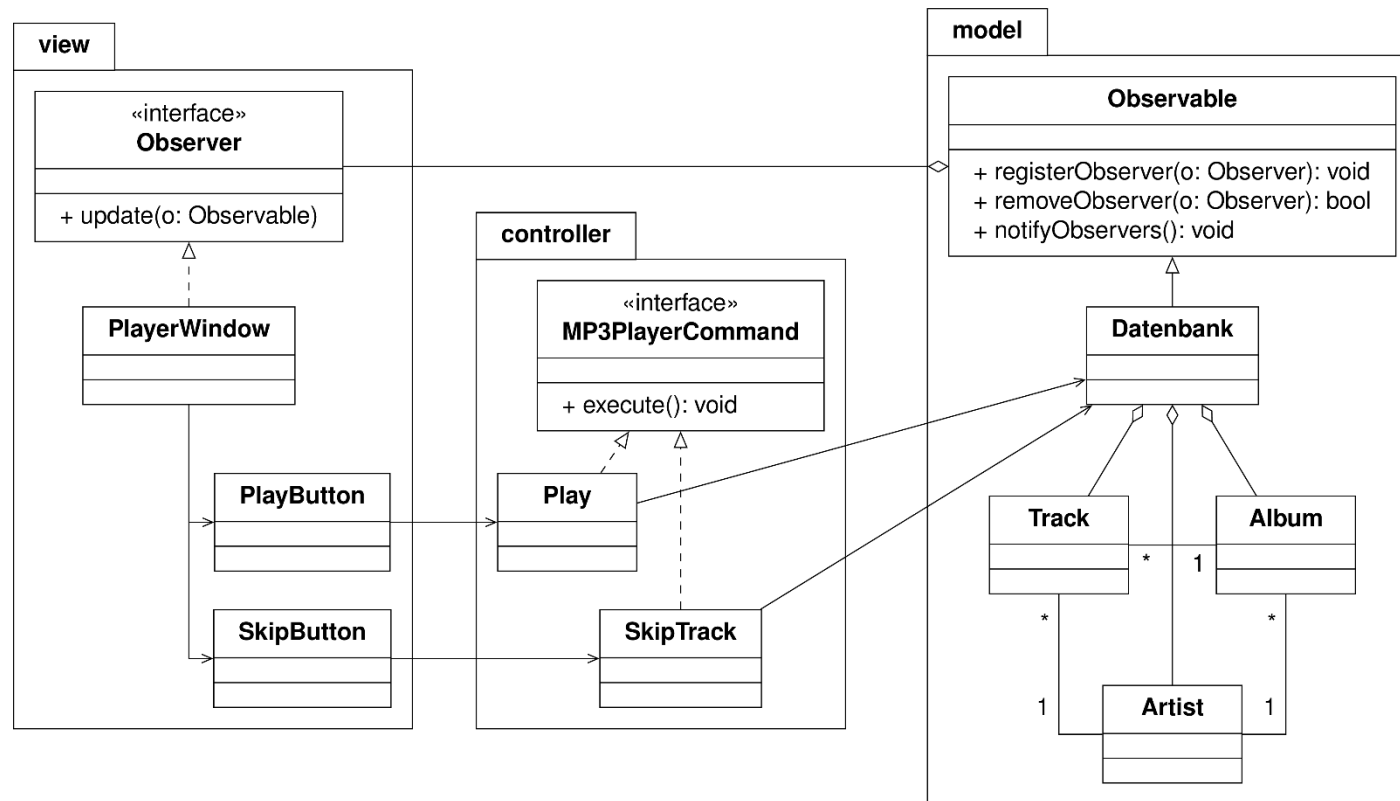 view
«interface»
Observer
+ update(o: Observable)
PlayerWindow
PlayButton
SkipButton
controller
«interface»
MP3PlayerCommand
+ execute(): void
Play
SkipTrack
model
Observable
+ registerObserver(o: Observer): void
+ removeObserver(o: Observer): bool
+ notifyObservers(): void
Datenbank
Track
Album
* 1
* *
1 1
Artist